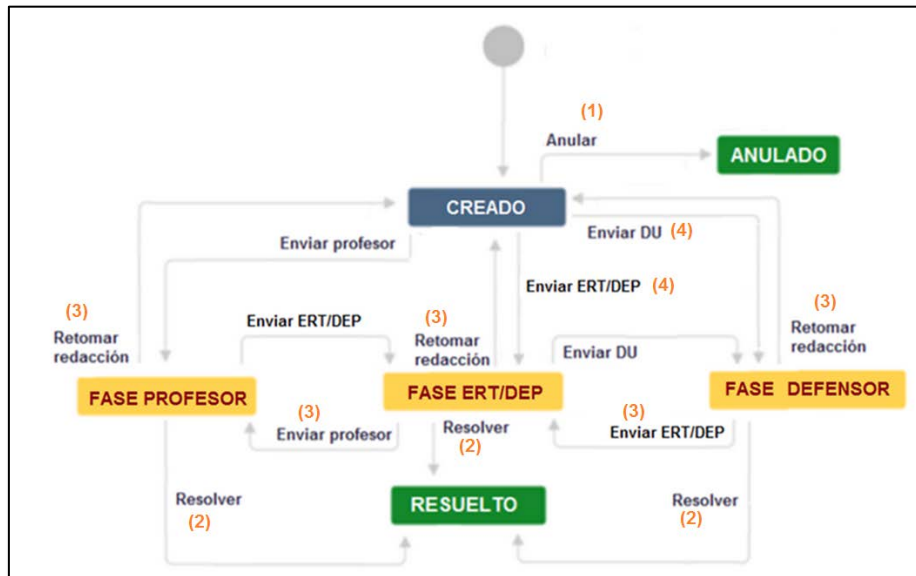 (1)
Anular
ANULADO
CREADO
Enviar profesor
Enviar DU (4)
Enviar ERT/DEP (4)
(3)
Retomar
redacción
Enviar ERT/DEP
(3)
Retomar
redacción
Enviar DU
(3)
Retomar
redacción
FASE PROFESOR
FASE ERT/DEP
FASE DEFENSOR
(3)
Enviar profesor
Resolver
(2)
(3)
Enviar ERT/DEP
Resolver
(2)
RESUELTO
Resolver
(2)